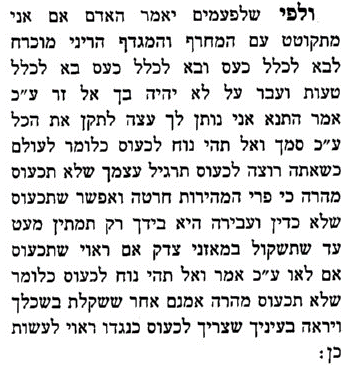 ולפי שלפעמים יאמר האדם אם אני
מתקוטט עם המחרף והמגדף הריני מוכרח
לבא לכלל כעס ובא לכלל כעס בא לכלל
טעות ועבר על לא יהיה בך אל זר ע״כ
אמר התנא אני נותן לך עצה לתקן את הכל
ע״כ סמך ואל תהי נוח לכעוס כלומר לעולם
כשאתה רוצה לכעוס תרגיל עצמך שלא תכעוס
מהרה כי פרי המהירות חרטה ואפשר שתכעוס
שלא כדין ועבירה היא בידך רק תמתין מעט
עד שתשקול במאזני צדק אם ראוי שתכעוס
אם לאו ע״כ אמר ואל תהי נוח לכעוס כלומר
שלא תכעוס מהרה אמנם אחר ששקלת בשכלך
ויראה בעיניך שצריך לכעוס כנגדו ראוי לעשות
כן: